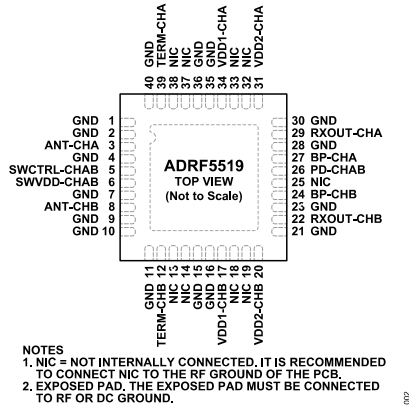 40 GND
39 TERM-CHA
38 NIC
37 NIC
36 GND
35 GND
34 VDD1-CHA
33 NIC
32 NIC
31 VDD2-CHA
GND 1
GND 2
ANT-CHA 3
GND 4
SWCTRL-CHAB 5
SWVDD-CHAB 6
GND 7
ANT-CHB 8
GND 9
GND 10
ADRF5519
TOP VIEW
(Not to Scale)
30 GND
29 RXOUT-CHA
28 GND
27 BP-CHA
26 PD-CHAB
25 NIC
24 BP-CHB
23 GND
22 RXOUT-CHB
21 GND
GND 11
TERM-CHB 12
NIC 13
NIC 14
GND 15
GND 16
VDD1-CHB 17
NIC 18
NIC 19
VDD2-CHB 20
NOTES
1. NIC = NOT INTERNALLY CONNECTED. IT IS RECOMMENDED
TO CONNECT NIC TO THE RF GROUND OF THE PCB.
2. EXPOSED PAD. THE EXPOSED PAD MUST BE CONNECTED
TO RF OR DC GROUND.
002